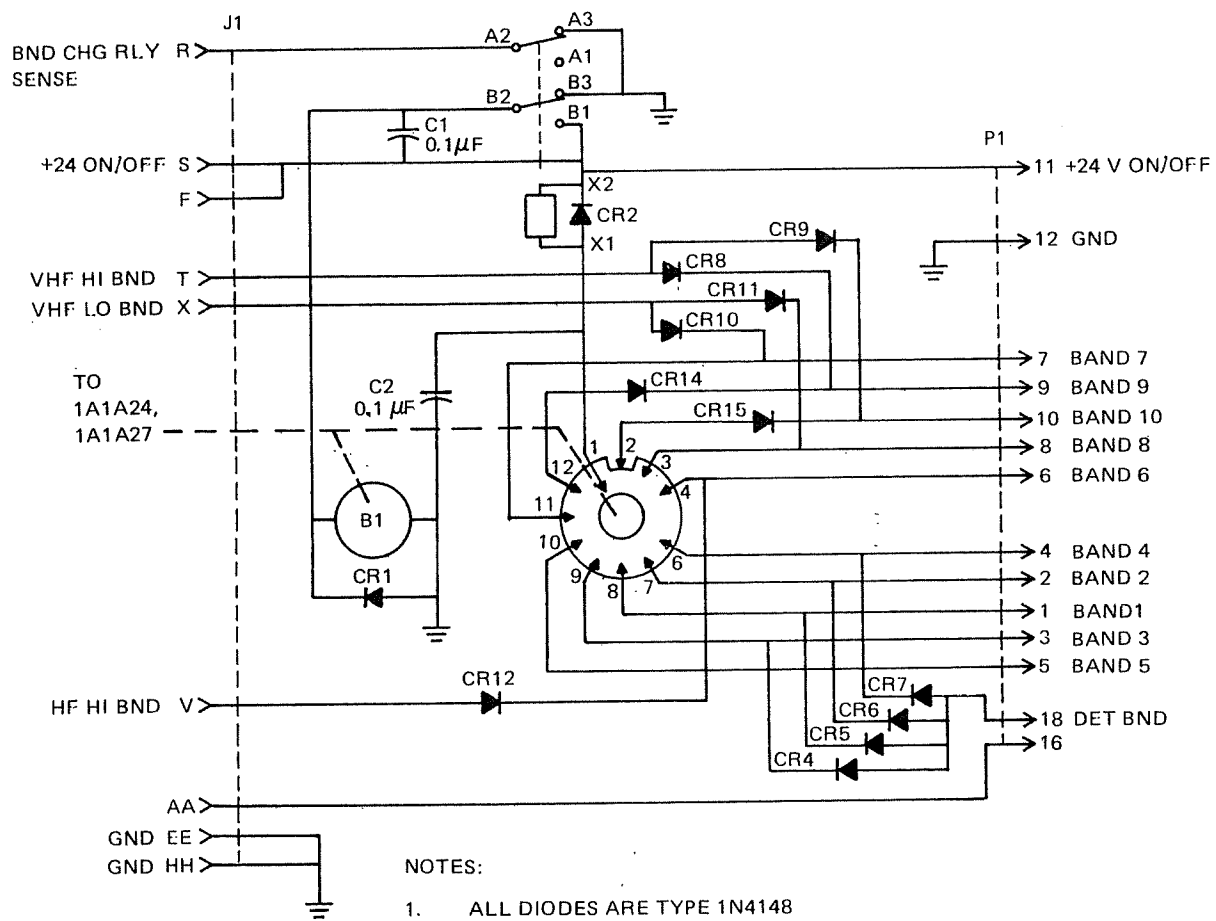 J1
BND CHG RLY R
SENSE
A3
A2
A1
B3
B2
B1
C1
0.1µF
+24 ON/OFF S
F
P1
11 +24 V ON/OFF
X2
CR2
X1
CR9
12 GND
VHF HI BND T
CR8
VHF LO BND X
CR11
CR10
7 BAND 7
TO
1A1A24,
1A1A27
C2
0.1 µF
CR14
9 BAND 9
CR15
10 BAND 10
8 BAND 8
6 BAND 6
1
2
3
4
6
7
8
9
10
11
12
B1
CR1
4 BAND 4
2 BAND 2
1 BAND1
3 BAND 3
5 BAND 5
CR12
HF HI BND V
CR7
CR6
CR5
CR4
18 DET BND
16
AA
GND EE
GND HH
NOTES:
1. ALL DIODES ARE TYPE 1N4148